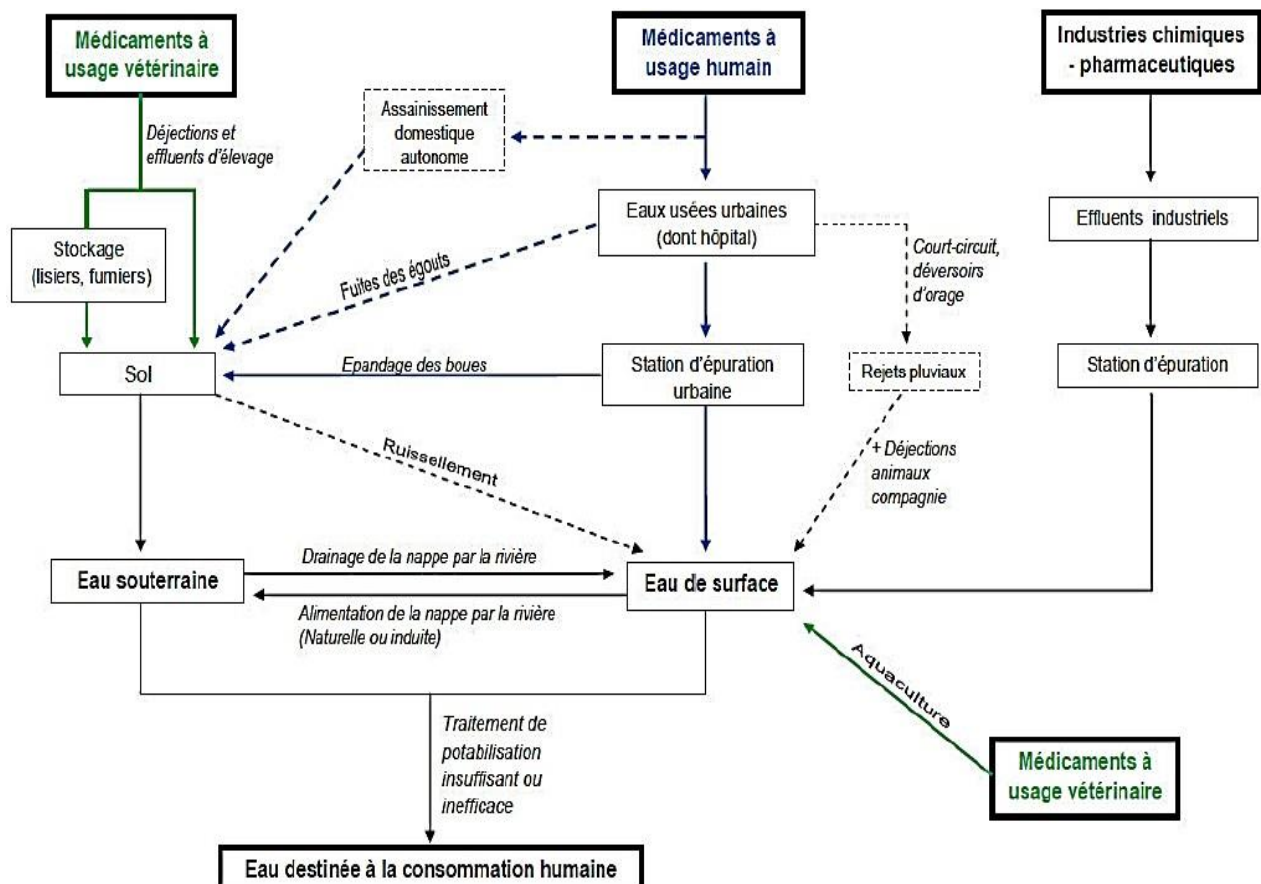 Médicaments à
usage vétérinaire
Médicaments à
usage humain
Industries chimiques
- pharmaceutiques
Déjections et
effluents d'élevage
Assainissement
domestique
autonome
Stockage
(lisiers, fumiers)
Eaux usées urbaines
(dont hôpital)
Effluents industriels
Fuites des égouts
Court-circuit,
déversoirs
d'orage
Sol
Epandage des boues
Station d'épuration
urbaine
Rejets pluviaux
Station d'épuration
Ruissellement
+ Déjections
animaux
compagnie
Eau souterraine
Drainage de la nappe par la rivière
Eau de surface
Alimentation de la nappe par la rivière
(Naturelle ou induite)
Aquaculture
Traitement de
potabilisation
insuffisant ou
inefficace
Médicaments à
usage vétérinaire
Eau destinée à la consommation humaine